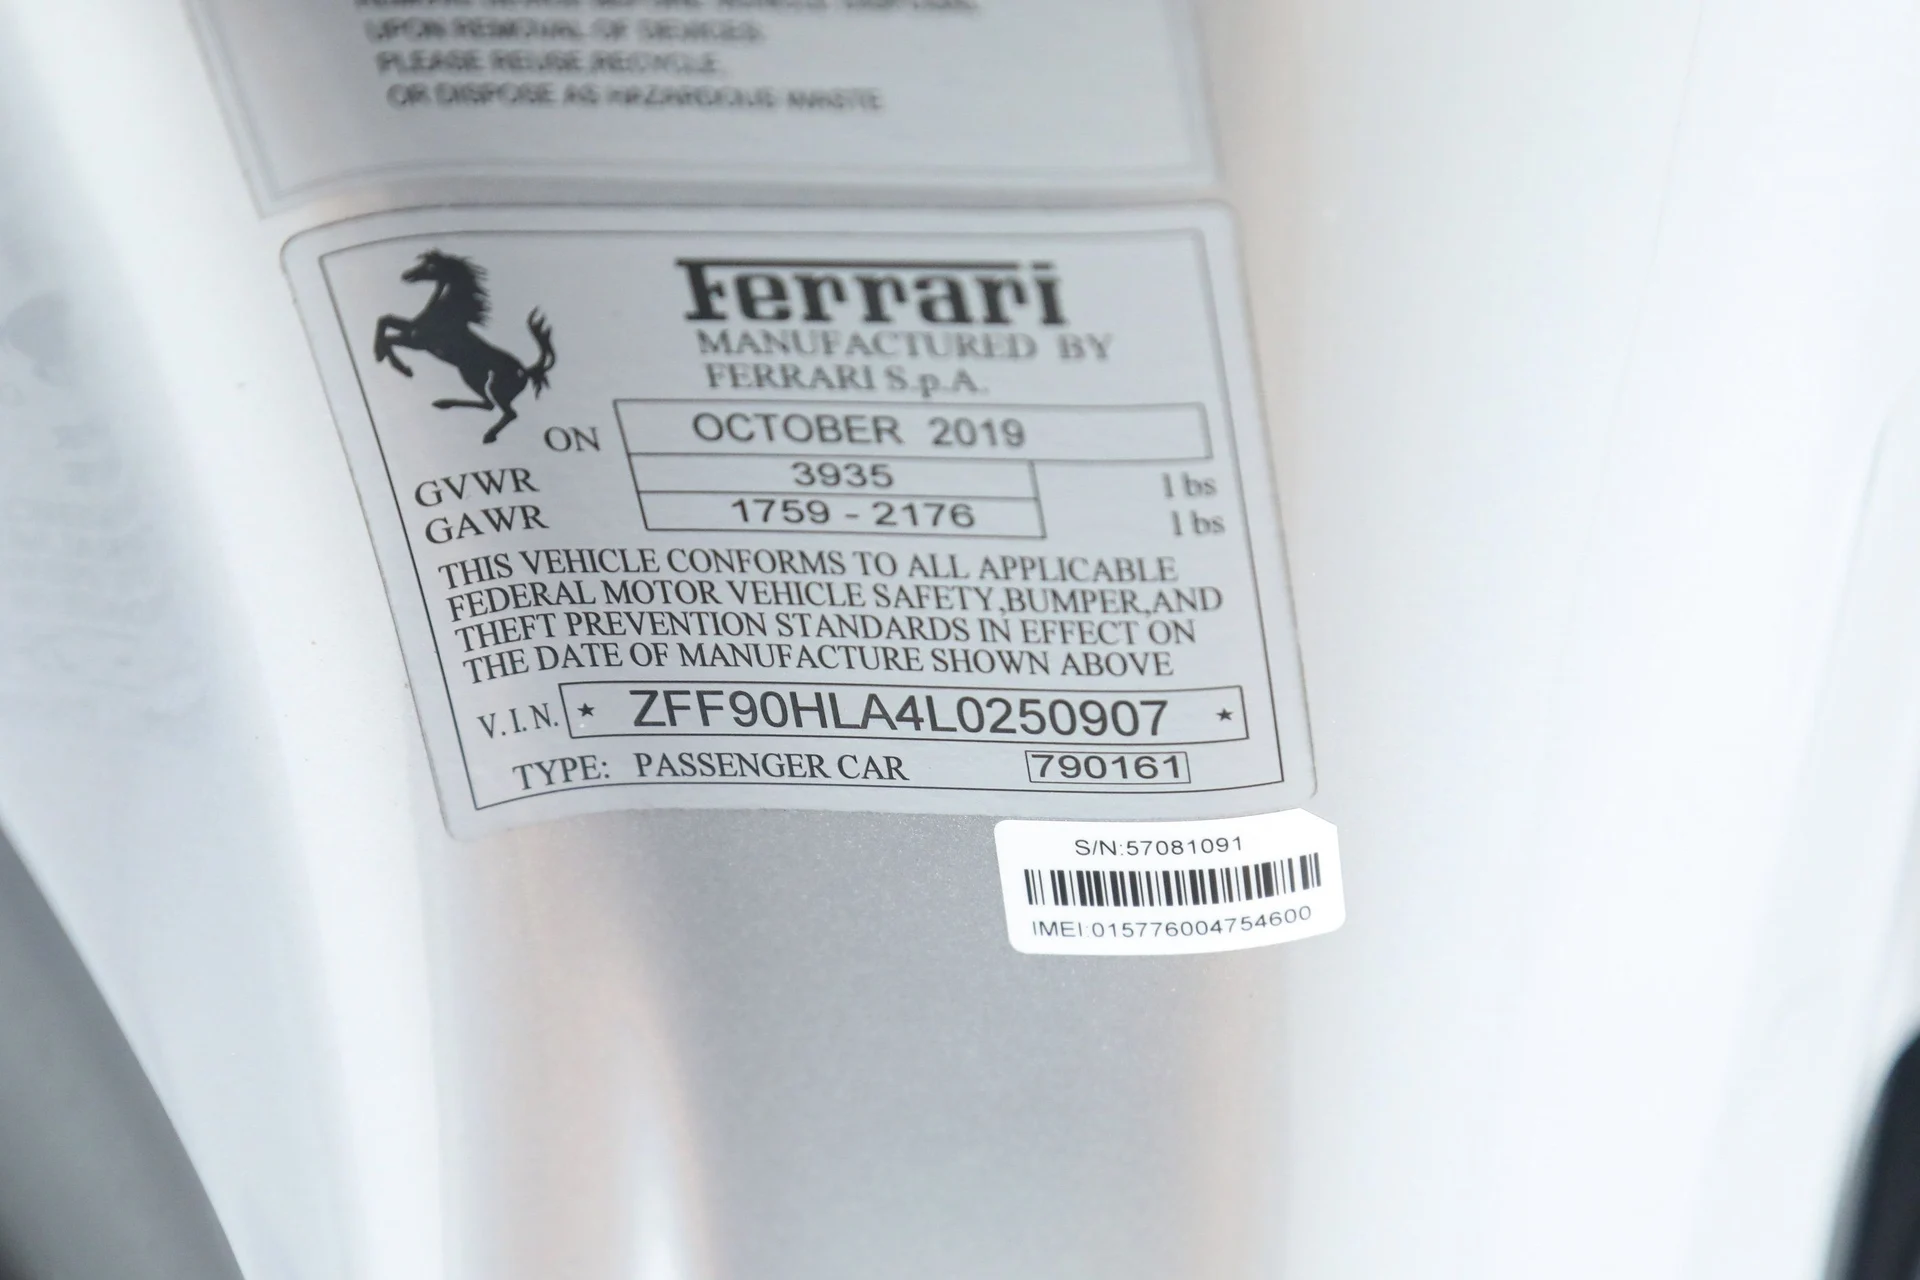 UPON REMOVAL OF DEVICES.
PLEASE REUSE,RECYCLE,
OR DISPOSE AS HAZARDOUS WASTE
Ferrari
MANUFACTURED BY
FERRARI S.p.A.
ON OCTOBER 2019
GVWR 3935 lbs
GAWR 1759 - 2176 lbs
THIS VEHICLE CONFORMS TO ALL APPLICABLE
FEDERAL MOTOR VEHICLE SAFETY,BUMPER,AND
THEFT PREVENTION STANDARDS IN EFFECT ON
THE DATE OF MANUFACTURE SHOWN ABOVE
V.I.N. ★ ZFF90HLA4L0250907 ★
TYPE: PASSENGER CAR 790161
S/N:57081091
IMEI:015776004754600